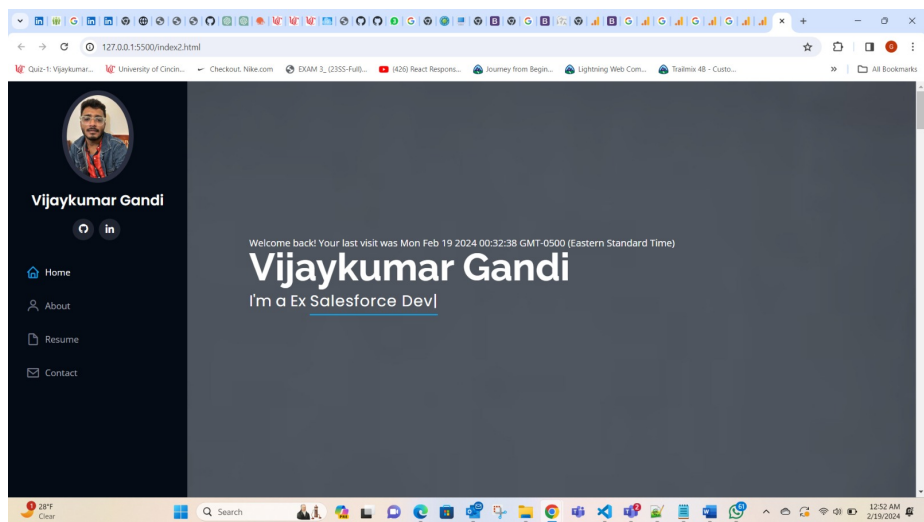 127.0.0.1:5500/index2.html
Quiz-1: Vijaykumar...
University of Cincin...
Checkout. Nike.com
EXAM 3_ (23SS-Full)...
(426) React Respons...
Journey from Begin...
Lightning Web Com...
Trailmix 4B - Custo...
»
All Bookmarks
Vijaykumar Gandi
Home
About
Resume
Contact
Welcome back! Your last visit was Mon Feb 19 2024 00:32:38 GMT-0500 (Eastern Standard Time)
Vijaykumar Gandi
I'm a Ex Salesforce Dev|
28°F
Clear
Search
12:52 AM
2/19/2024